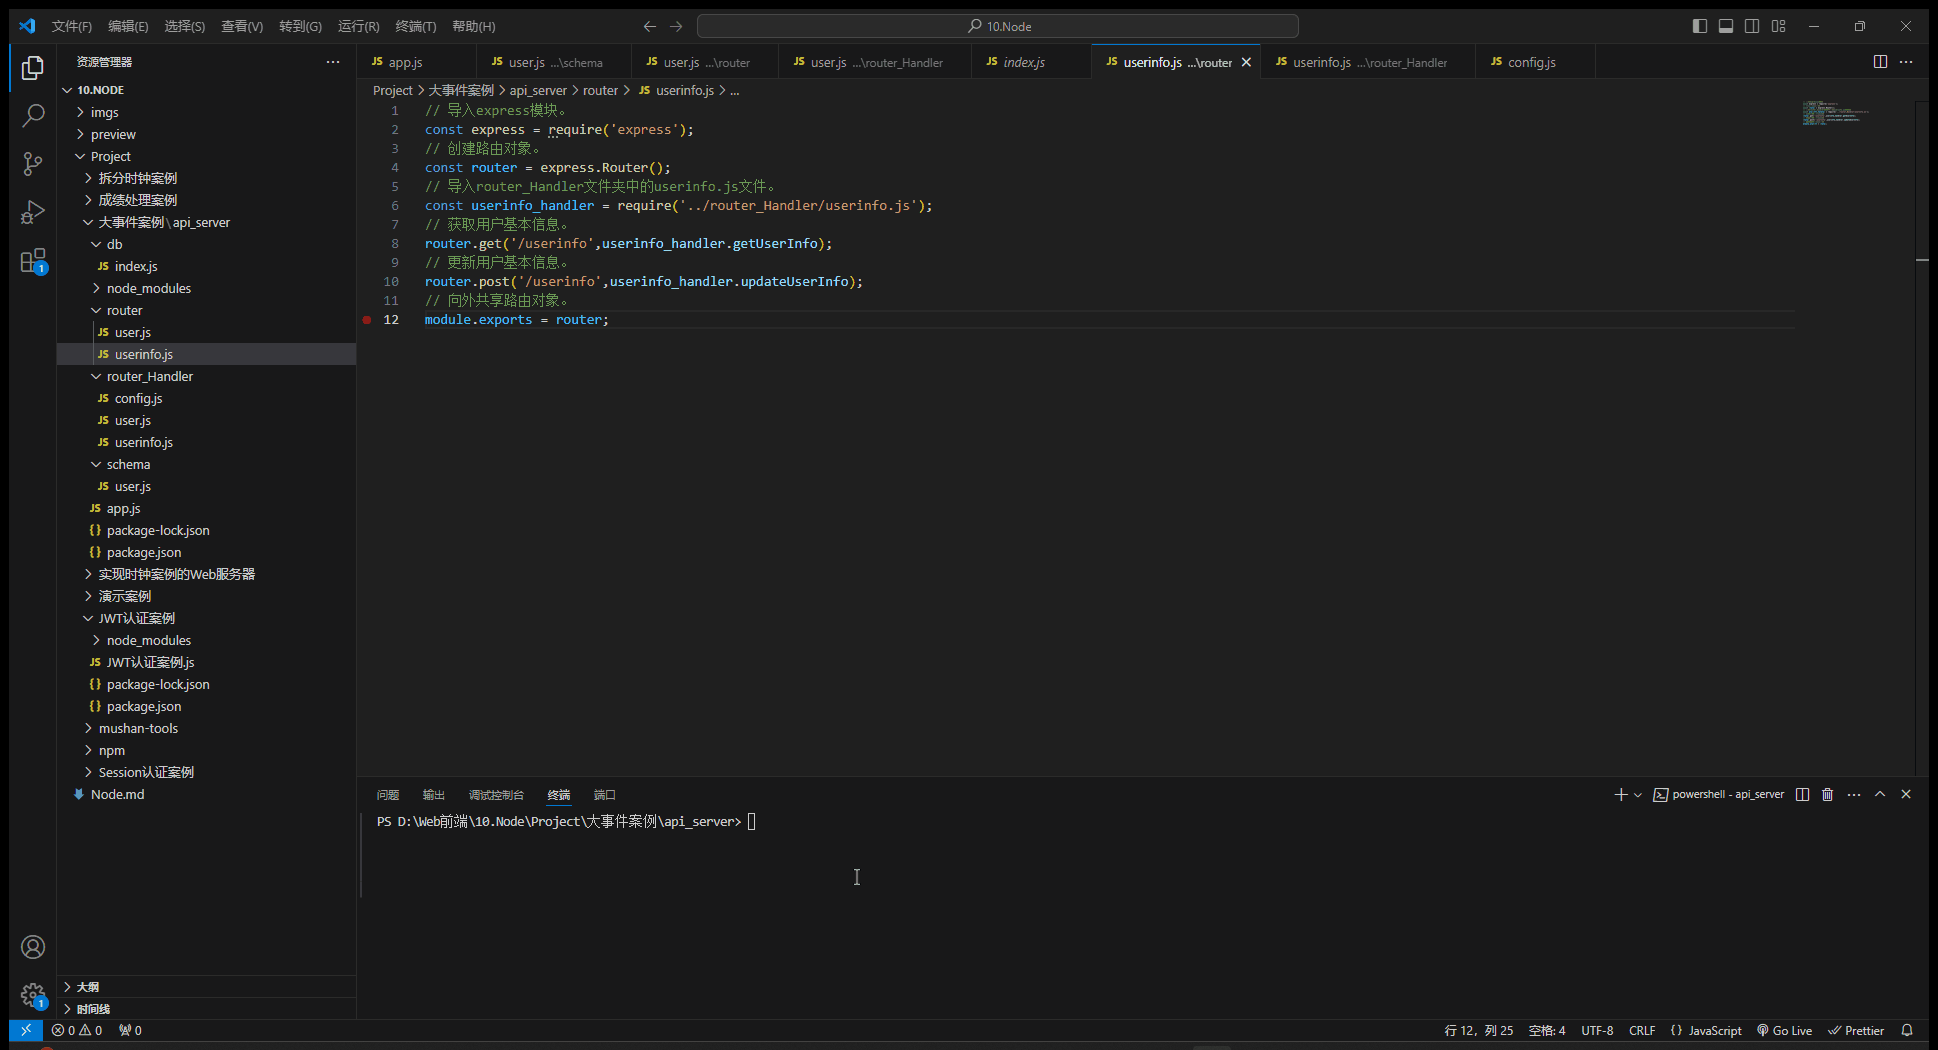 文件(F) 编辑(E) 选择(S) 查看(V) 转到(G) 运行(R) 终端(T) 帮助(H)
10.Node
资源管理器
app.js
user.js ...\schema
user.js ...\router
user.js ...\router_Handler
index.js
userinfo.js ...\router
userinfo.js ...\router_Handler
config.js
10.NODE
imgs
preview
Project
拆分时钟案例
成绩处理案例
大事件案例\api_server
db
index.js
node_modules
router
user.js
userinfo.js
router_Handler
config.js
user.js
userinfo.js
schema
user.js
app.js
package-lock.json
package.json
实现时钟案例的Web服务器
演示案例
JWT认证案例
node_modules
JWT认证案例.js
package-lock.json
package.json
mushan-tools
npm
Session认证案例
Node.md
大纲
时间线
Project > 大事件案例 > api_server > router > JS userinfo.js > ...
1 // 导入express模块。
2 const express = require('express');
3 // 创建路由对象。
4 const router = express.Router();
5 // 导入router_Handler文件夹中的userinfo.js文件。
6 const userinfo_handler = require('../router_Handler/userinfo.js');
7 // 获取用户基本信息。
8 router.get('/userinfo',userinfo_handler.getUserInfo);
9 // 更新用户基本信息。
10 router.post('/userinfo',userinfo_handler.updateUserInfo);
11 // 向外共享路由对象。
12 module.exports = router;
问题 输出 调试控制台 终端 端口
powershell - api_server
PS D:\Web前端\10.Node\Project\大事件案例\api_server>
0 0 0
行 12, 列 25 空格: 4 UTF-8 CRLF {} JavaScript Go Live Prettier